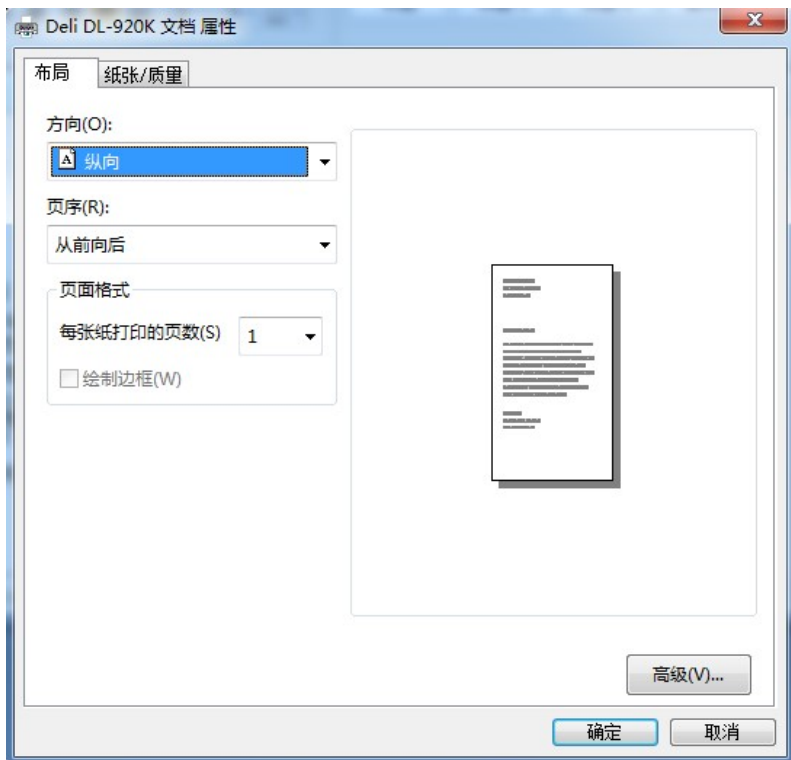 Deli DL-920K 文档 属性
布局
纸张/质量
方向(O):
纵向
页序(R):
从前向后
页面格式
每张纸打印的页数(S)
1
绘制边框(W)
高级(V)...
确定
取消